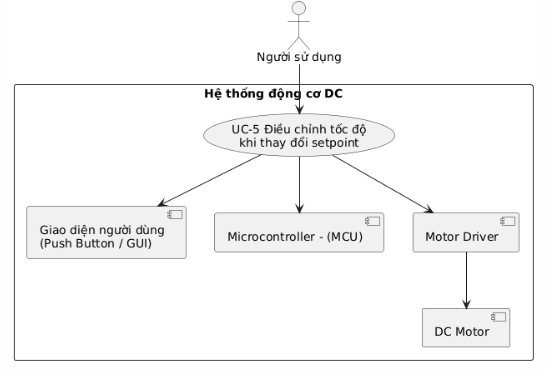 Người sử dụng
Hệ thống động cơ DC
UC-5 Điều chỉnh tốc độ
khi thay đổi setpoint
Giao diện người dùng
(Push Button / GUI)
Microcontroller - (MCU)
Motor Driver
DC Motor